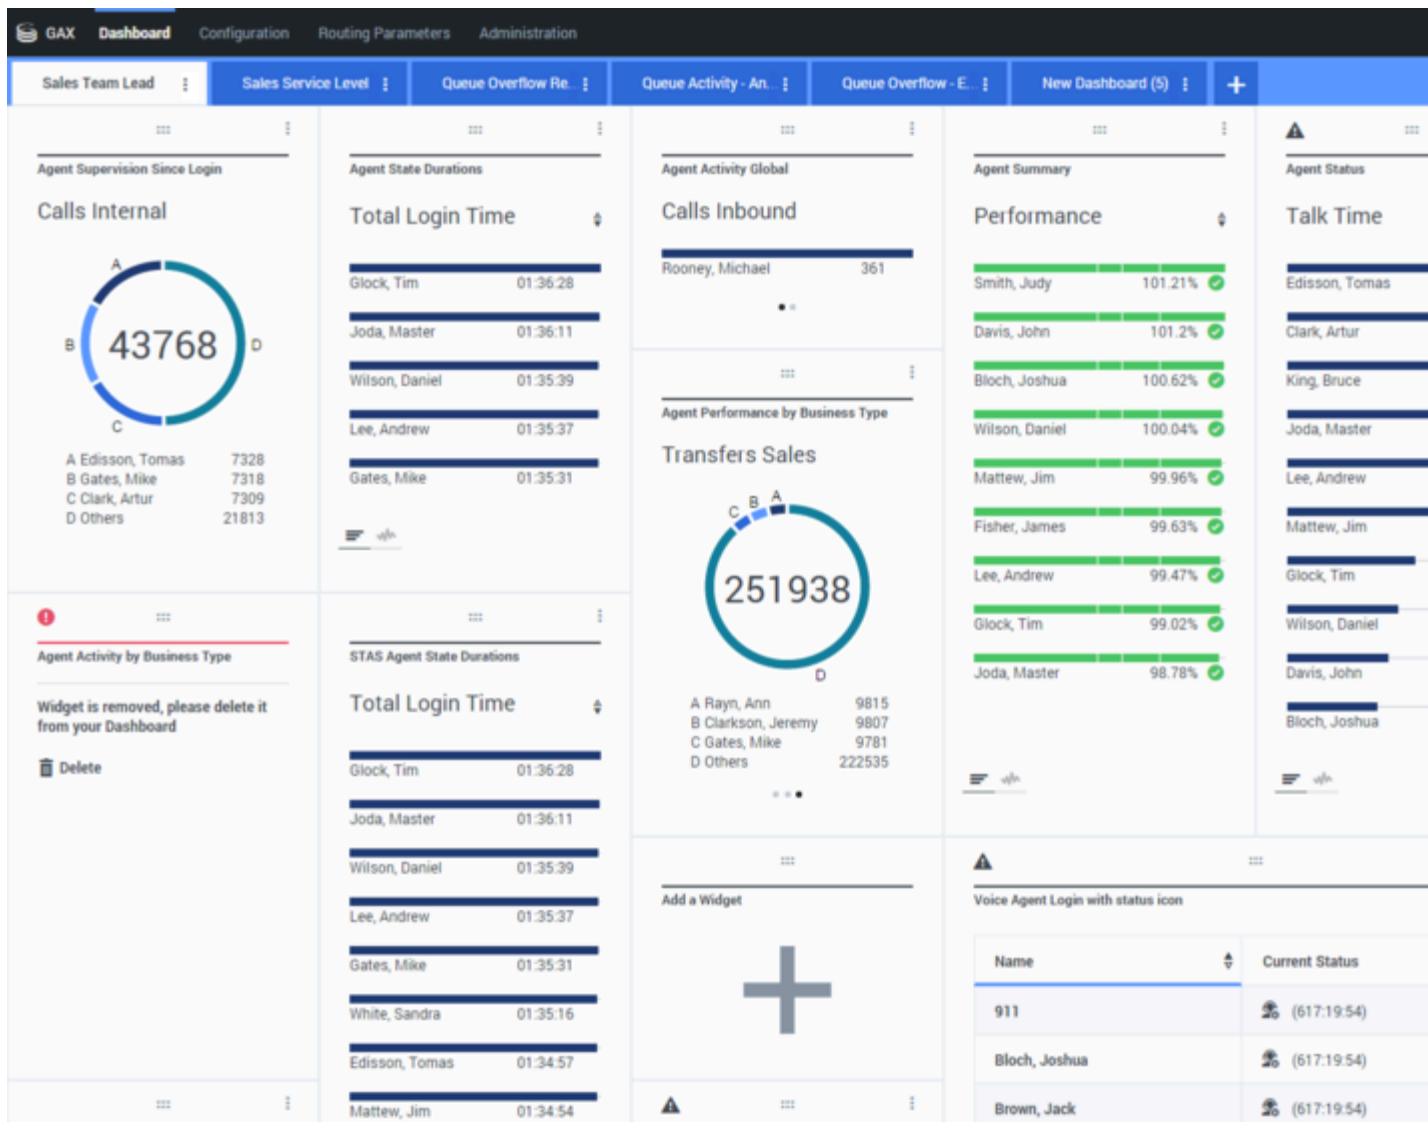 GAX Dashboard Configuration Routing Parameters Administration
Sales Team Lead Sales Service Level Queue Overflow Re... Queue Activity - An... Queue Overflow - E... New Dashboard (5)
Agent Supervision Since Login
Calls Internal
A
B
C
D
43768
A Edisson, Tomas 7328
B Gates, Mike 7318
C Clark, Artur 7309
D Others 21813
Agent Activity by Business Type
Widget is removed, please delete it
from your Dashboard
Delete
Agent State Durations
Total Login Time
Glock, Tim 01:36:28
Joda, Master 01:36:11
Wilson, Daniel 01:35:39
Lee, Andrew 01:35:37
Gates, Mike 01:35:31
STAS Agent State Durations
Total Login Time
Glock, Tim 01:36:28
Joda, Master 01:36:11
Wilson, Daniel 01:35:39
Lee, Andrew 01:35:37
Gates, Mike 01:35:31
White, Sandra 01:35:16
Edisson, Tomas 01:34:57
Mattew, Jim 01:34:54
Agent Activity Global
Calls Inbound
Rooney, Michael 361
Agent Performance by Business Type
Transfers Sales
C B A
251938
D
A Rayn, Ann 9815
B Clarkson, Jeremy 9807
C Gates, Mike 9781
D Others 222535
Add a Widget
Agent Summary
Performance
Smith, Judy 101.21%
Davis, John 101.2%
Bloch, Joshua 100.62%
Wilson, Daniel 100.04%
Mattew, Jim 99.96%
Fisher, James 99.63%
Lee, Andrew 99.47%
Glock, Tim 99.02%
Joda, Master 98.78%
Agent Status
Talk Time
Edisson, Tomas
Clark, Artur
King, Bruce
Joda, Master
Lee, Andrew
Mattew, Jim
Glock, Tim
Wilson, Daniel
Davis, John
Bloch, Joshua
Voice Agent Login with status icon
Name Current Status
911 (617:19:54)
Bloch, Joshua (617:19:54)
Brown, Jack (617:19:54)